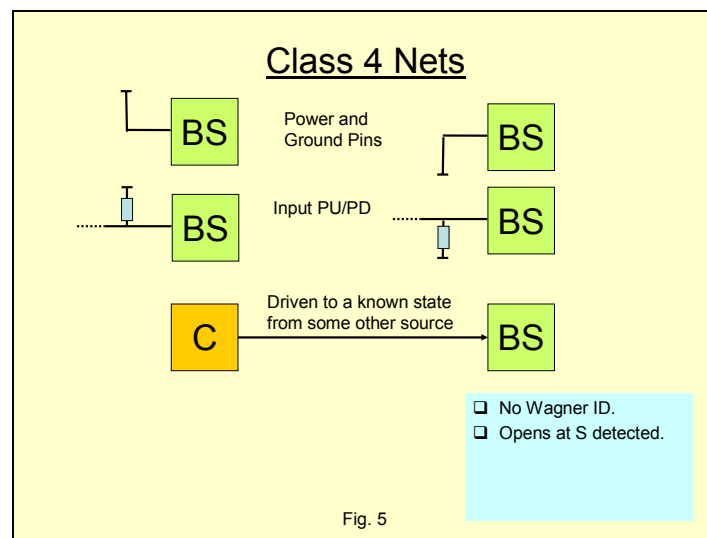 Class 4 Nets
BS
Power and
Ground Pins
BS
BS
Input PU/PD
BS
C
Driven to a known state
from some other source
BS
❑ No Wagner ID.
❑ Opens at S detected.
Fig. 5